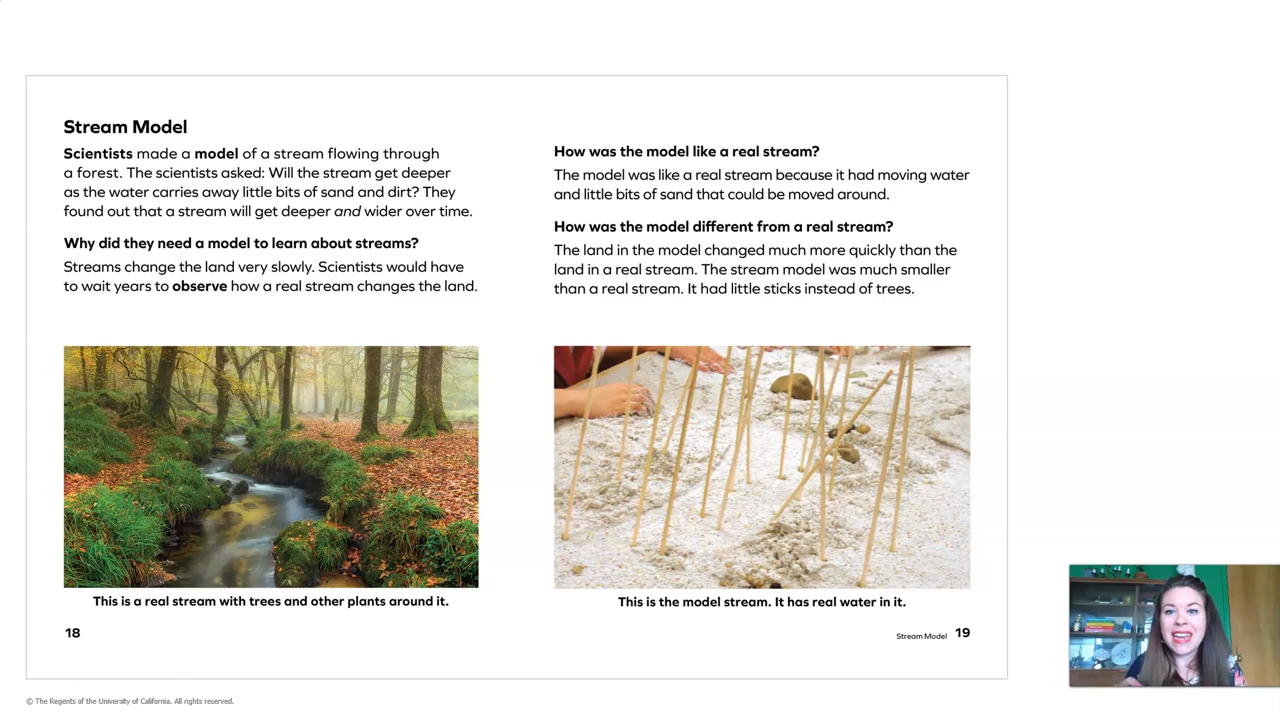 Stream Model
Scientists made a model of a stream flowing through
a forest. The scientists asked: Will the stream get deeper
as the water carries away little bits of sand and dirt? They
found out that a stream will get deeper and wider over time.
Why did they need a model to learn about streams?
Streams change the land very slowly. Scientists would have
to wait years to observe how a real stream changes the land.
This is a real stream with trees and other plants around it.
18
How was the model like a real stream?
The model was like a real stream because it had moving water
and little bits of sand that could be moved around.
How was the model different from a real stream?
The land in the model changed much more quickly than the
land in a real stream. The stream model was much smaller
than a real stream. It had little sticks instead of trees.
This is the model stream. It has real water in it.
Stream Model 19
© The Regents of the University of California. All rights reserved.